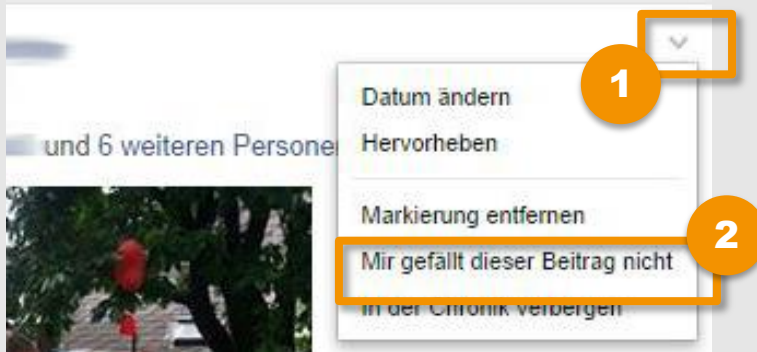 1
Datum ändern
und 6 weiteren Persone
Hervorheben
Markierung entfernen
2
Mir gefällt dieser Beitrag nicht
In der Chronik verbergen